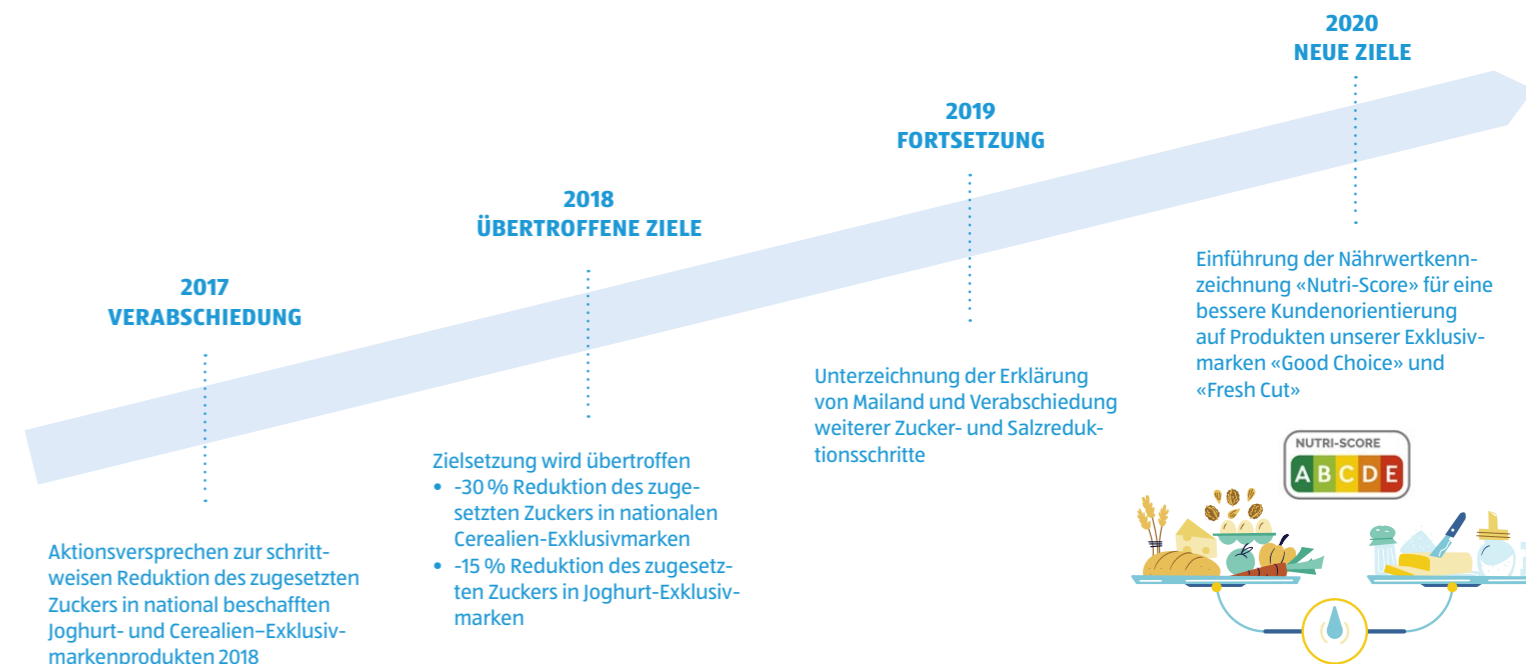 2017
VERABSCHIEDUNG
Aktionsversprechen zur schritt-
weisen Reduktion des zugesetzten
Zuckers in national beschafften
Joghurt- und Cerealien–Exklusiv-
markenprodukten 2018
2018
ÜBERTROFFENE ZIELE
Zielsetzung wird übertroffen
• -30 % Reduktion des zuge-
setzten Zuckers in nationalen
Cerealien-Exklusivmarken
• -15 % Reduktion des zugesetz-
ten Zuckers in Joghurt-Exklusiv-
marken
2019
FORTSETZUNG
Unterzeichnung der Erklärung
von Mailand und Verabschiedung
weiterer Zucker- und Salzreduk-
tionsschritte
2020
NEUE ZIELE
Einführung der Nährwertkenn-
zeichnung «Nutri-Score» für eine
bessere Kundenorientierung
auf Produkten unserer Exklusiv-
marken «Good Choice» und
«Fresh Cut»
NUTRI-SCORE
A B C D E